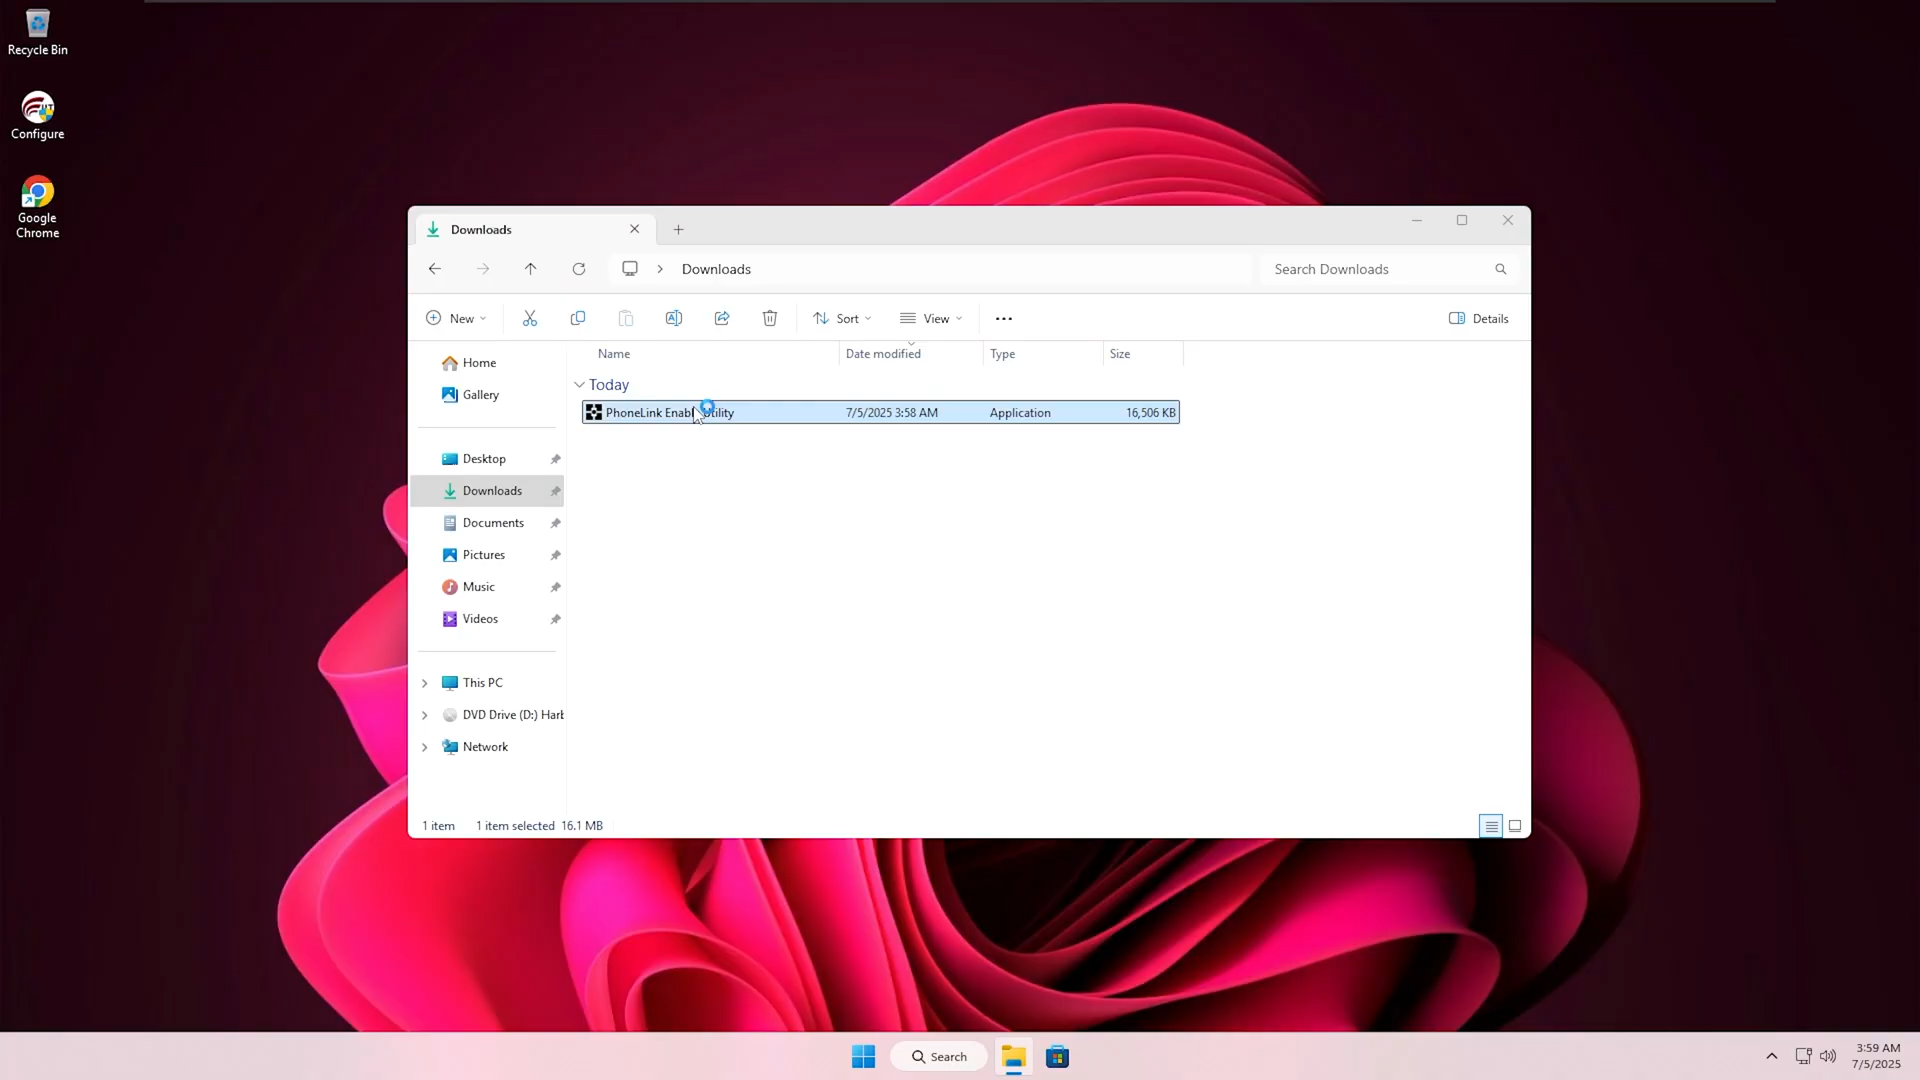 Recycle Bin
Configure
Google
Chrome
Downloads
Downloads
Search Downloads
New
Sort
View
Details
Name
Date modified
Type
Size
Today
PhoneLink Enab
tility
7/5/2025 3:58 AM
Application
16,506 KB
Home
Gallery
Desktop
Downloads
Documents
Pictures
Music
Videos
This PC
DVD Drive (D:) Hart
Network
1 item
1 item selected
16.1 MB
Search
3:59 AM
7/5/2025